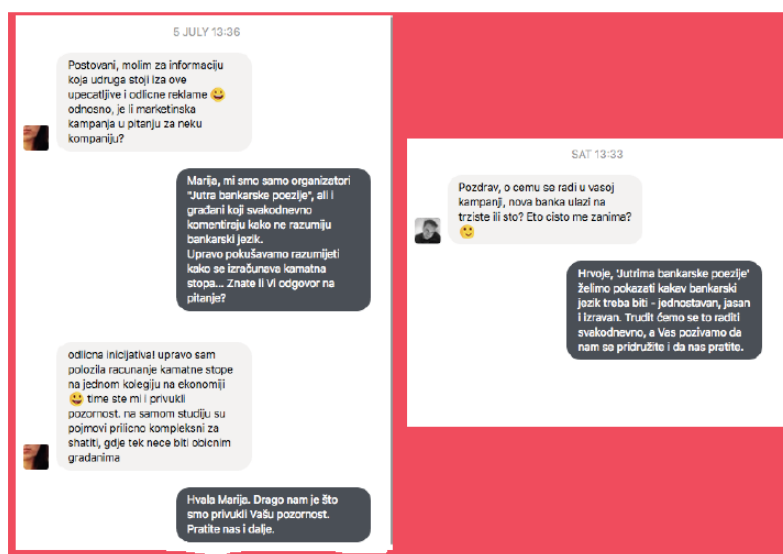 5 JULY 13:36
Postovani, molim za informaciju
koja udruga stoji iza ove
upecatljive i odlicne reklame 😀
odnosno, je li marketinska
kampanja u pitanju za neku
kompaniju?
Marija, mi smo samo organizatori
"Jutra bankarske poezije", ali i
građani koji svakodnevno
komentiraju kako ne razumiju
bankarski jezik.
Upravo pokušavamo razumijeti
kako se izračunava kamatna
stopa... Znate li Vi odgovor na
pitanje?
odlicna inicijativa! upravo sam
polozila racunanje kamatne stope
na jednom kolegiju na ekonomiji
😀 time ste mi i privukli
pozornost. na samom studiju su
pojmovi prilicno kompleksni za
shatiti, gdje tek nece biti obicnim
gradanima
Hvala Marija. Drago nam je što
smo privukli Vašu pozornost.
Pratite nas i dalje.
SAT 13:33
Pozdrav, o cemu se radi u vasoj
kampanji, nova banka ulazi na
trziste ili sto? Eto cisto me zanima?
🙂
Hrvoje, 'Jutrima bankarske poezije'
želimo pokazati kakav bankarski
jezik treba biti - jednostavan, jasan
i izravan. Trudit ćemo se to raditi
svakodnevno, a Vas pozivamo da
nam se pridružite i da nas pratite.